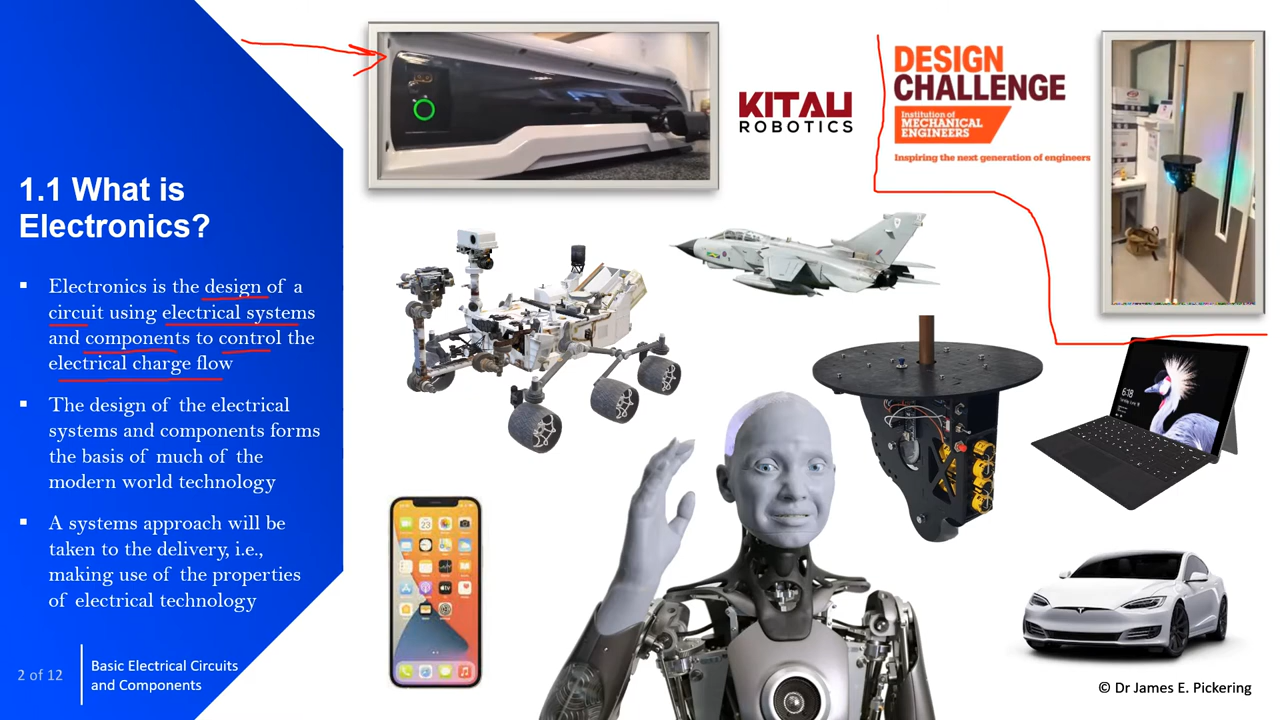 1.1 What is
Electronics?
▪ Electronics is the design of a
circuit using electrical systems
and components to control the
electrical charge flow
▪ The design of the electrical
systems and components forms
the basis of much of the
modern world technology
▪ A systems approach will be
taken to the delivery, i.e.,
making use of the properties
of electrical technology
2 of 12
Basic Electrical Circuits
and Components
KITAU
ROBOTICS
DESIGN
CHALLENGE
Institution of
MECHANICAL
ENGINEERS
Inspiring the next generation of engineers
6:18
© Dr James E. Pickering